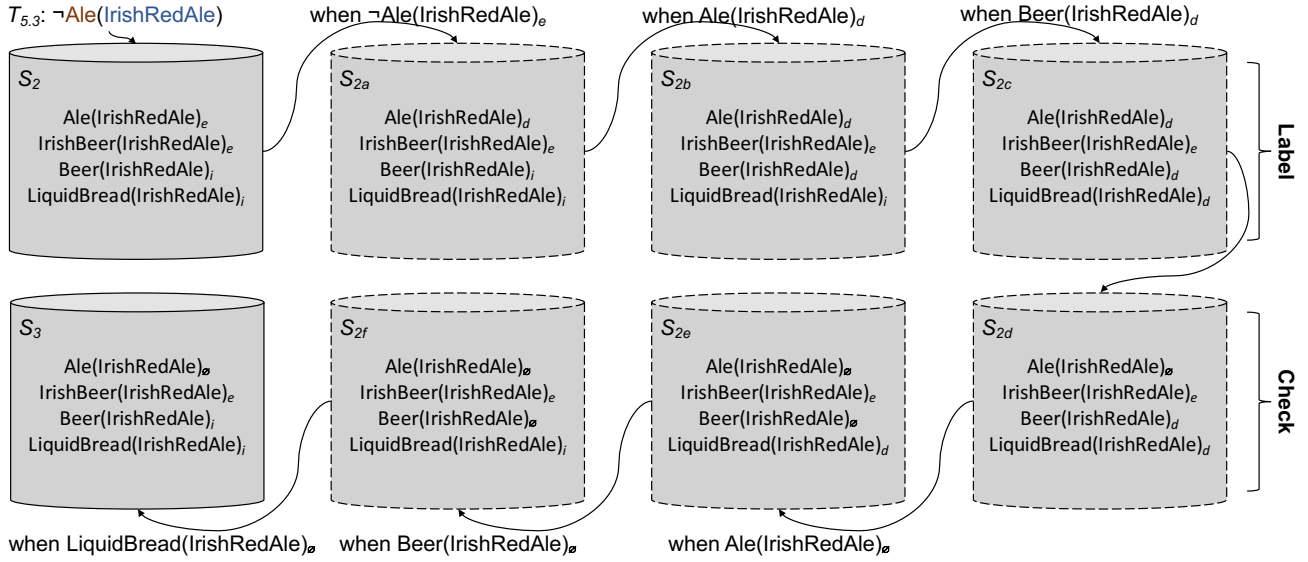 T5.3: ¬Ale(IrishRedAle)
when ¬Ale(IrishRedAle)e
when Ale(IrishRedAle)d
when Beer(IrishRedAle)d
S2
Ale(IrishRedAle)e
IrishBeer(IrishRedAle)e
Beer(IrishRedAle)i
LiquidBread(IrishRedAle)i
S2a
Ale(IrishRedAle)d
IrishBeer(IrishRedAle)e
Beer(IrishRedAle)i
LiquidBread(IrishRedAle)i
S2b
Ale(IrishRedAle)d
IrishBeer(IrishRedAle)e
Beer(IrishRedAle)d
LiquidBread(IrishRedAle)i
S2c
Ale(IrishRedAle)d
IrishBeer(IrishRedAle)e
Beer(IrishRedAle)d
LiquidBread(IrishRedAle)d
Label
S3
Ale(IrishRedAle)ø
IrishBeer(IrishRedAle)e
Beer(IrishRedAle)i
LiquidBread(IrishRedAle)i
S2f
Ale(IrishRedAle)ø
IrishBeer(IrishRedAle)e
Beer(IrishRedAle)ø
LiquidBread(IrishRedAle)i
S2e
Ale(IrishRedAle)ø
IrishBeer(IrishRedAle)e
Beer(IrishRedAle)ø
LiquidBread(IrishRedAle)d
S2d
Ale(IrishRedAle)ø
IrishBeer(IrishRedAle)e
Beer(IrishRedAle)d
LiquidBread(IrishRedAle)d
Check
when LiquidBread(IrishRedAle)ø
when Beer(IrishRedAle)ø
when Ale(IrishRedAle)ø